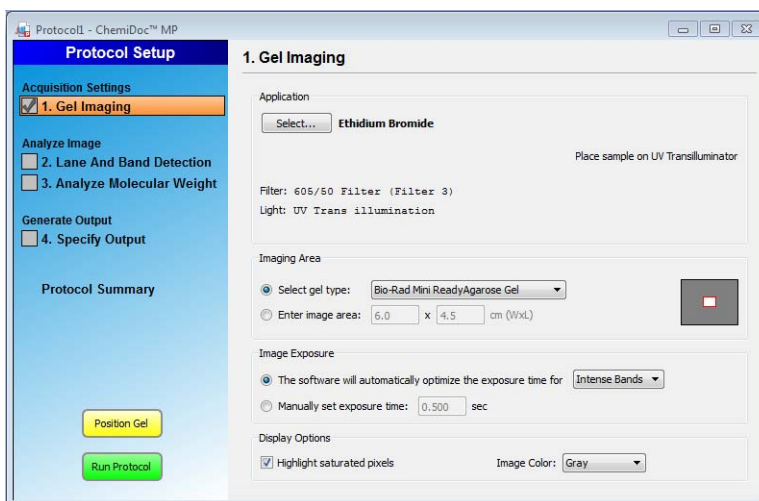 Protocol1 - ChemiDoc™ MP
Protocol Setup
Acquisition Settings
1. Gel Imaging
Analyze Image
2. Lane And Band Detection
3. Analyze Molecular Weight
Generate Output
4. Specify Output
Protocol Summary
Position Gel
Run Protocol
1. Gel Imaging
Application
Select... Ethidium Bromide
Place sample on UV Transilluminator
Filter: 605/50 Filter (Filter 3)
Light: UV Trans illumination
Imaging Area
Select gel type: Bio-Rad Mini ReadyAgarose Gel
Enter image area: 6.0 x 4.5 cm (WxL)
Image Exposure
The software will automatically optimize the exposure time for Intense Bands
Manually set exposure time: 0.500 sec
Display Options
Highlight saturated pixels Image Color: Gray